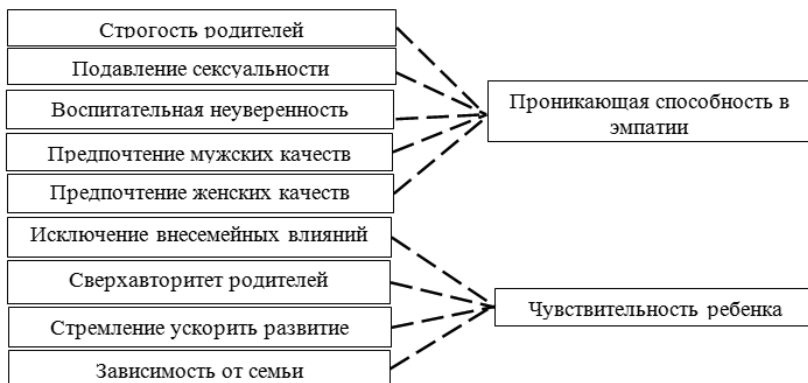 Строгость родителей
Подавление сексуальности
Воспитательная неуверенность
Предпочтение мужских качеств
Предпочтение женских качеств
Исключение внесемейных влияний
Сверхавторитет родителей
Стремление ускорить развитие
Зависимость от семьи
Проникающая способность в
эмпатии
Чувствительность ребенка